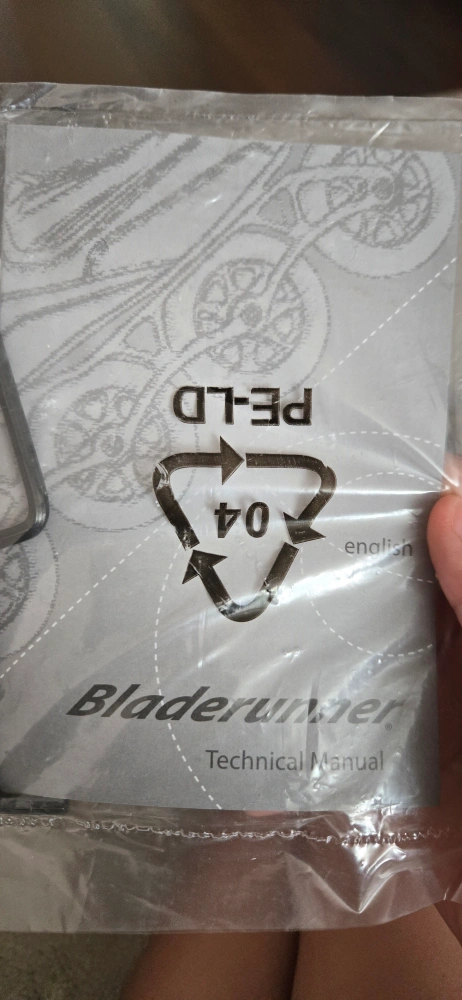 PE-LD
04
english
Bladerunner®
Technical Manual